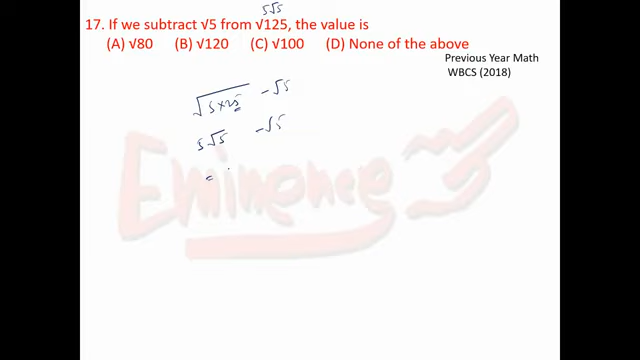 5√5
17. If we subtract √5 from √125, the value is
(A) √80 (B) √120 (C) √100 (D) None of the above
Previous Year Math
WBCS (2018)
√5×25 -√5
5√5 -√5
=
Eminence